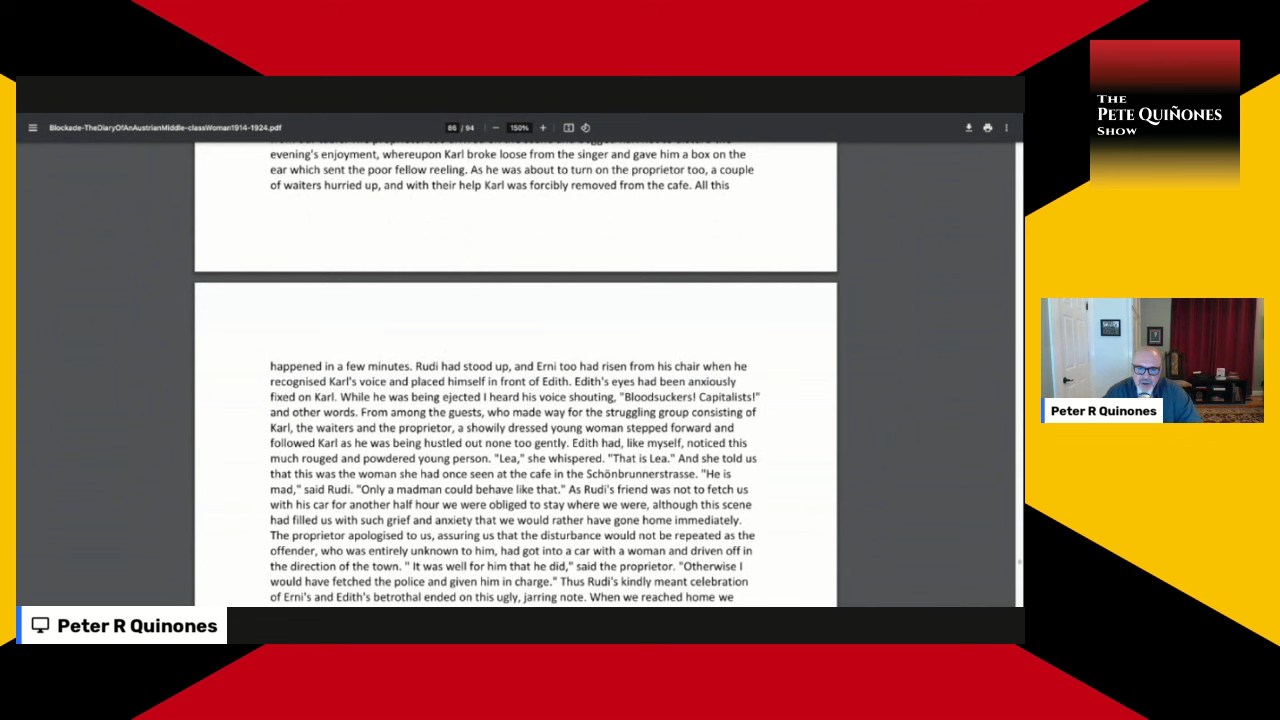 THE
PETE QUIÑONES
SHOW
Blockade-TheDiaryOfAnAustrianMiddle-classWoman1914-1924.pdf
86 / 94
150%
evening's enjoyment, whereupon Karl broke loose from the singer and gave him a box on the
ear which sent the poor fellow reeling. As he was about to turn on the proprietor too, a couple
of waiters hurried up, and with their help Karl was forcibly removed from the cafe. All this
happened in a few minutes. Rudi had stood up, and Erni too had risen from his chair when he
recognised Karl's voice and placed himself in front of Edith. Edith's eyes had been anxiously
fixed on Karl. While he was being ejected I heard his voice shouting, "Bloodsuckers! Capitalists!"
and other words. From among the guests, who made way for the struggling group consisting of
Karl, the waiters and the proprietor, a showily dressed young woman stepped forward and
followed Karl as he was being hustled out none too gently. Edith had, like myself, noticed this
much rouged and powdered young person. "Lea," she whispered. "That is Lea." And she told us
that this was the woman she had once seen at the cafe in the Schönbrunnerstrasse. "He is
mad," said Rudi. "Only a madman could behave like that." As Rudi's friend was not to fetch us
with his car for another half hour we were obliged to stay where we were, although this scene
had filled us with such grief and anxiety that we would rather have gone home immediately.
The proprietor apologised to us, assuring us that the disturbance would not be repeated as the
offender, who was entirely unknown to him, had got into a car with a woman and driven off in
the direction of the town. " It was well for him that he did," said the proprietor. "Otherwise I
would have fetched the police and given him in charge." Thus Rudi's kindly meant celebration
of Erni's and Edith's betrothal ended on this ugly, jarring note. When we reached home we
Peter R Quinones
Peter R Quinones